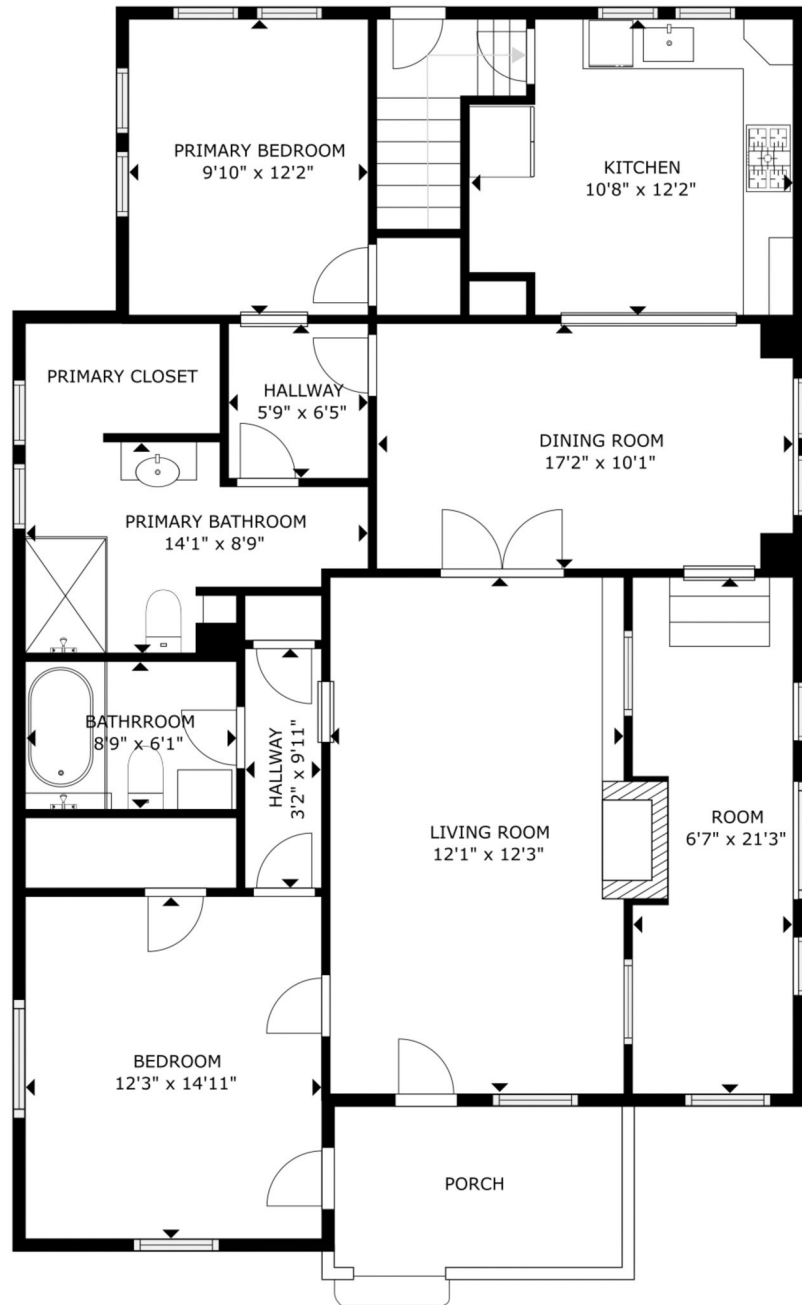 PRIMARY BEDROOM
9'10" x 12'2"
KITCHEN
10'8" x 12'2"
PRIMARY CLOSET
HALLWAY
5'9" x 6'5"
DINING ROOM
17'2" x 10'1"
PRIMARY BATHROOM
14'1" x 8'9"
BATHRROOM
8'9" x 6'1"
HALLWAY
3'2" x 9'11"
LIVING ROOM
12'1" x 12'3"
ROOM
6'7" x 21'3"
BEDROOM
12'3" x 14'11"
PORCH